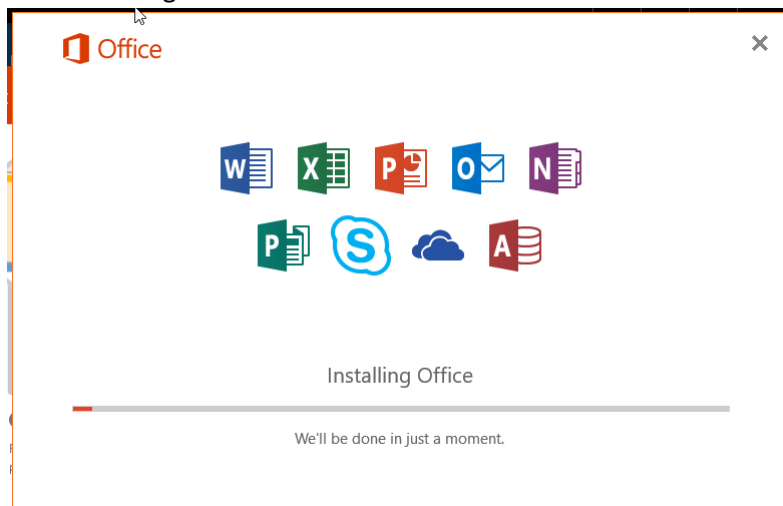 Office
W X P O N
P S A
Installing Office
We'll be done in just a moment.